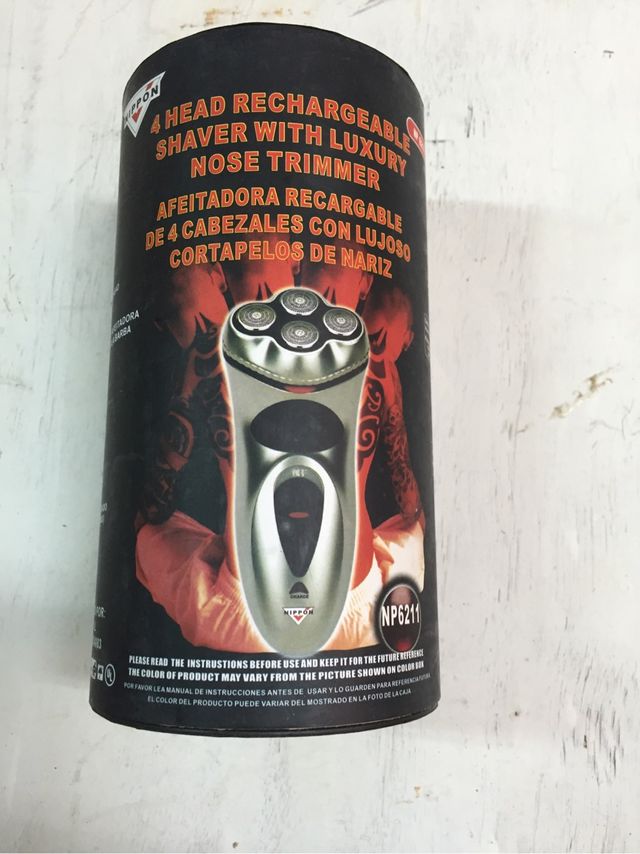 NIPPON
4 HEAD RECHARGEABLE
SHAVER WITH LUXURY
NOSE TRIMMER
AFEITADORA RECARGABLE
DE 4 CABEZALES CON LUJOSO
CORTAPELOS DE NARIZ
CHARGE
NIPPON
NP6211
PLEASE READ THE INSTRUSTIONS BEFORE USE AND KEEP IT FOR THE FUTURE REFERENCE
THE COLOR OF PRODUCT MAY VARY FROM THE PICTURE SHOWN ON COLOR BOX
POR FAVOR LEA MANUAL DE INSTRUCCIONES ANTES DE USAR Y LO GUARDEN PARA REFERENCIA FUTURA
EL COLOR DEL PRODUCTO PUEDE VARIAR DEL MOSTRADO EN LA FOTO DE LA CAJA